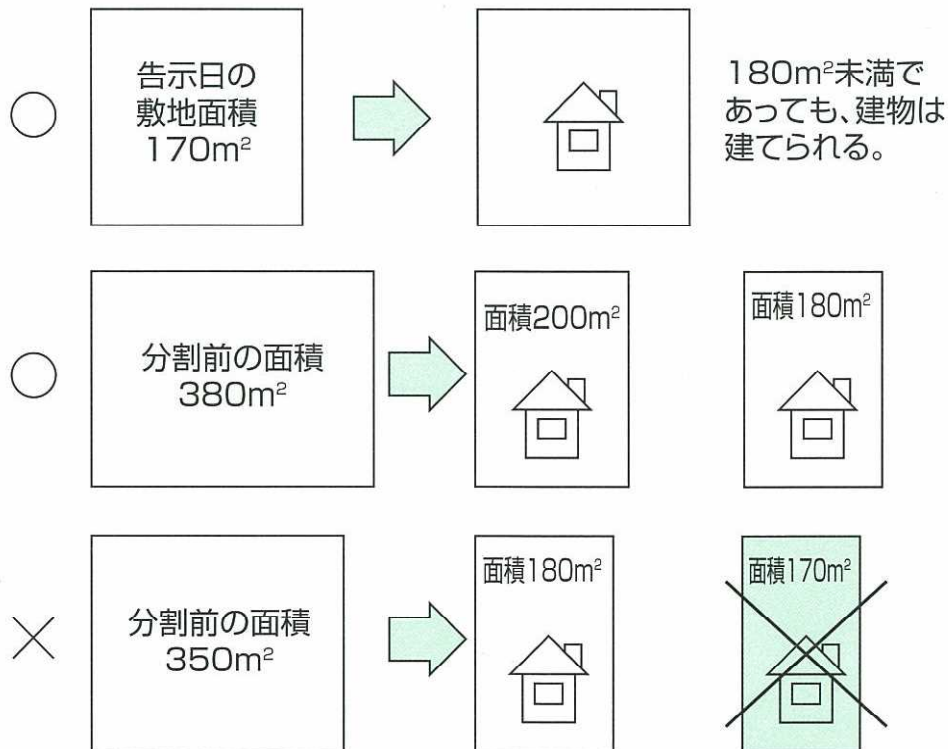 告示日の
敷地面積
170m²
180m²未満で
あっても、建物は
建てられる。
分割前の面積
380m²
面積200m²
面積180m²
分割前の面積
350m²
面積180m²
面積170m²